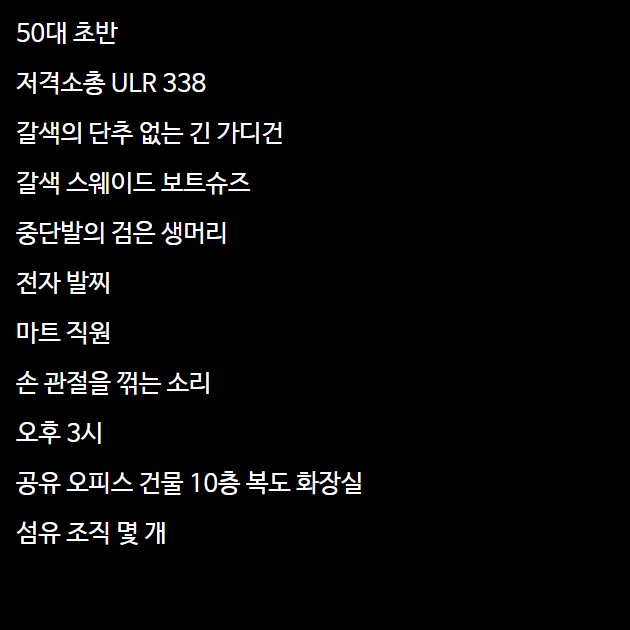 50대 초반
저격소총 ULR 338
갈색의 단추 없는 긴 가디건
갈색 스웨이드 보트슈즈
중단발의 검은 생머리
전자 발찌
마트 직원
손 관절을 꺾는 소리
오후 3시
공유 오피스 건물 10층 복도 화장실
섬유 조직 몇 개